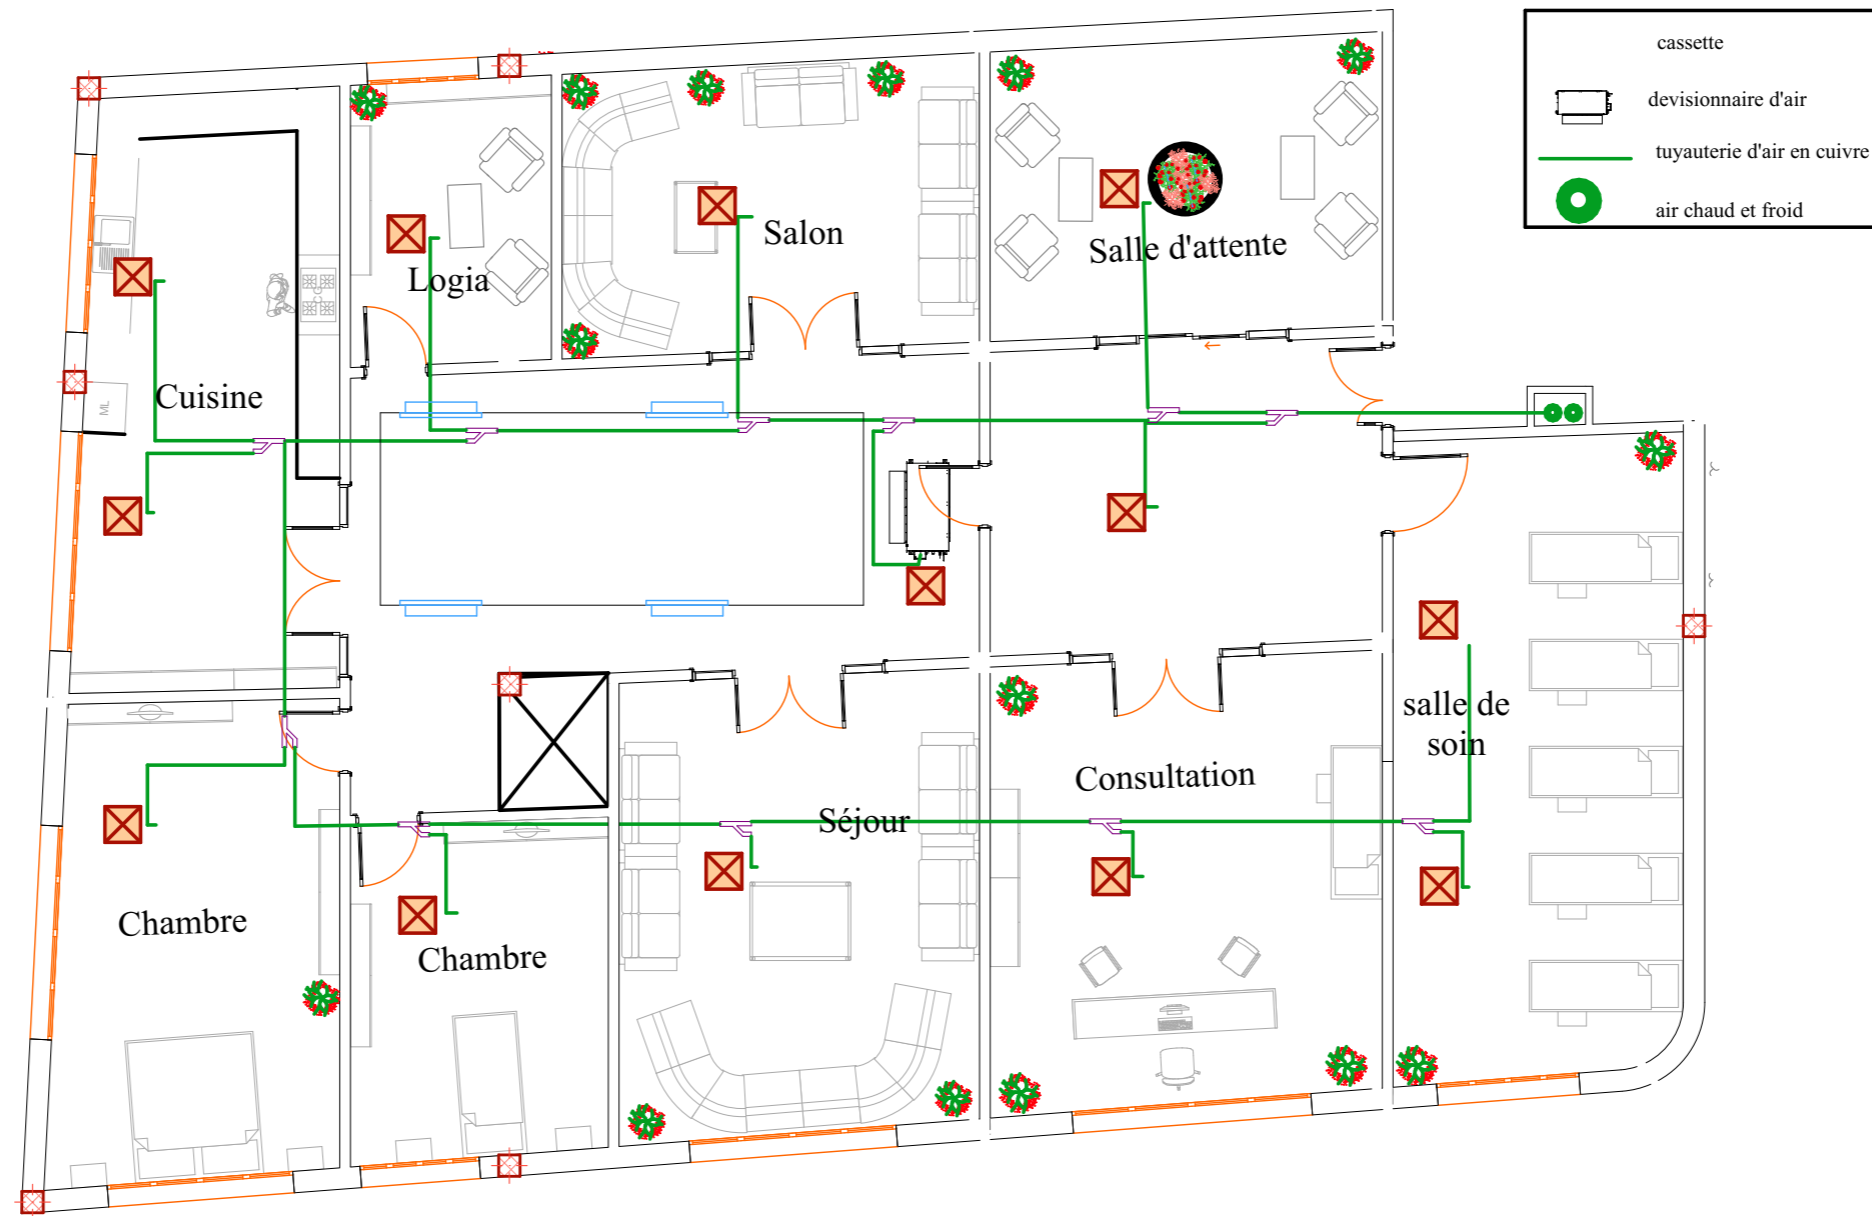 cassette
devisionnaire d'air
tuyauterie d'air en cuivre
air chaud et froid
Salon
Salle d'attente
Logia
Cuisine
ML
salle de
soin
Consultation
Séjour
Chambre
Chambre